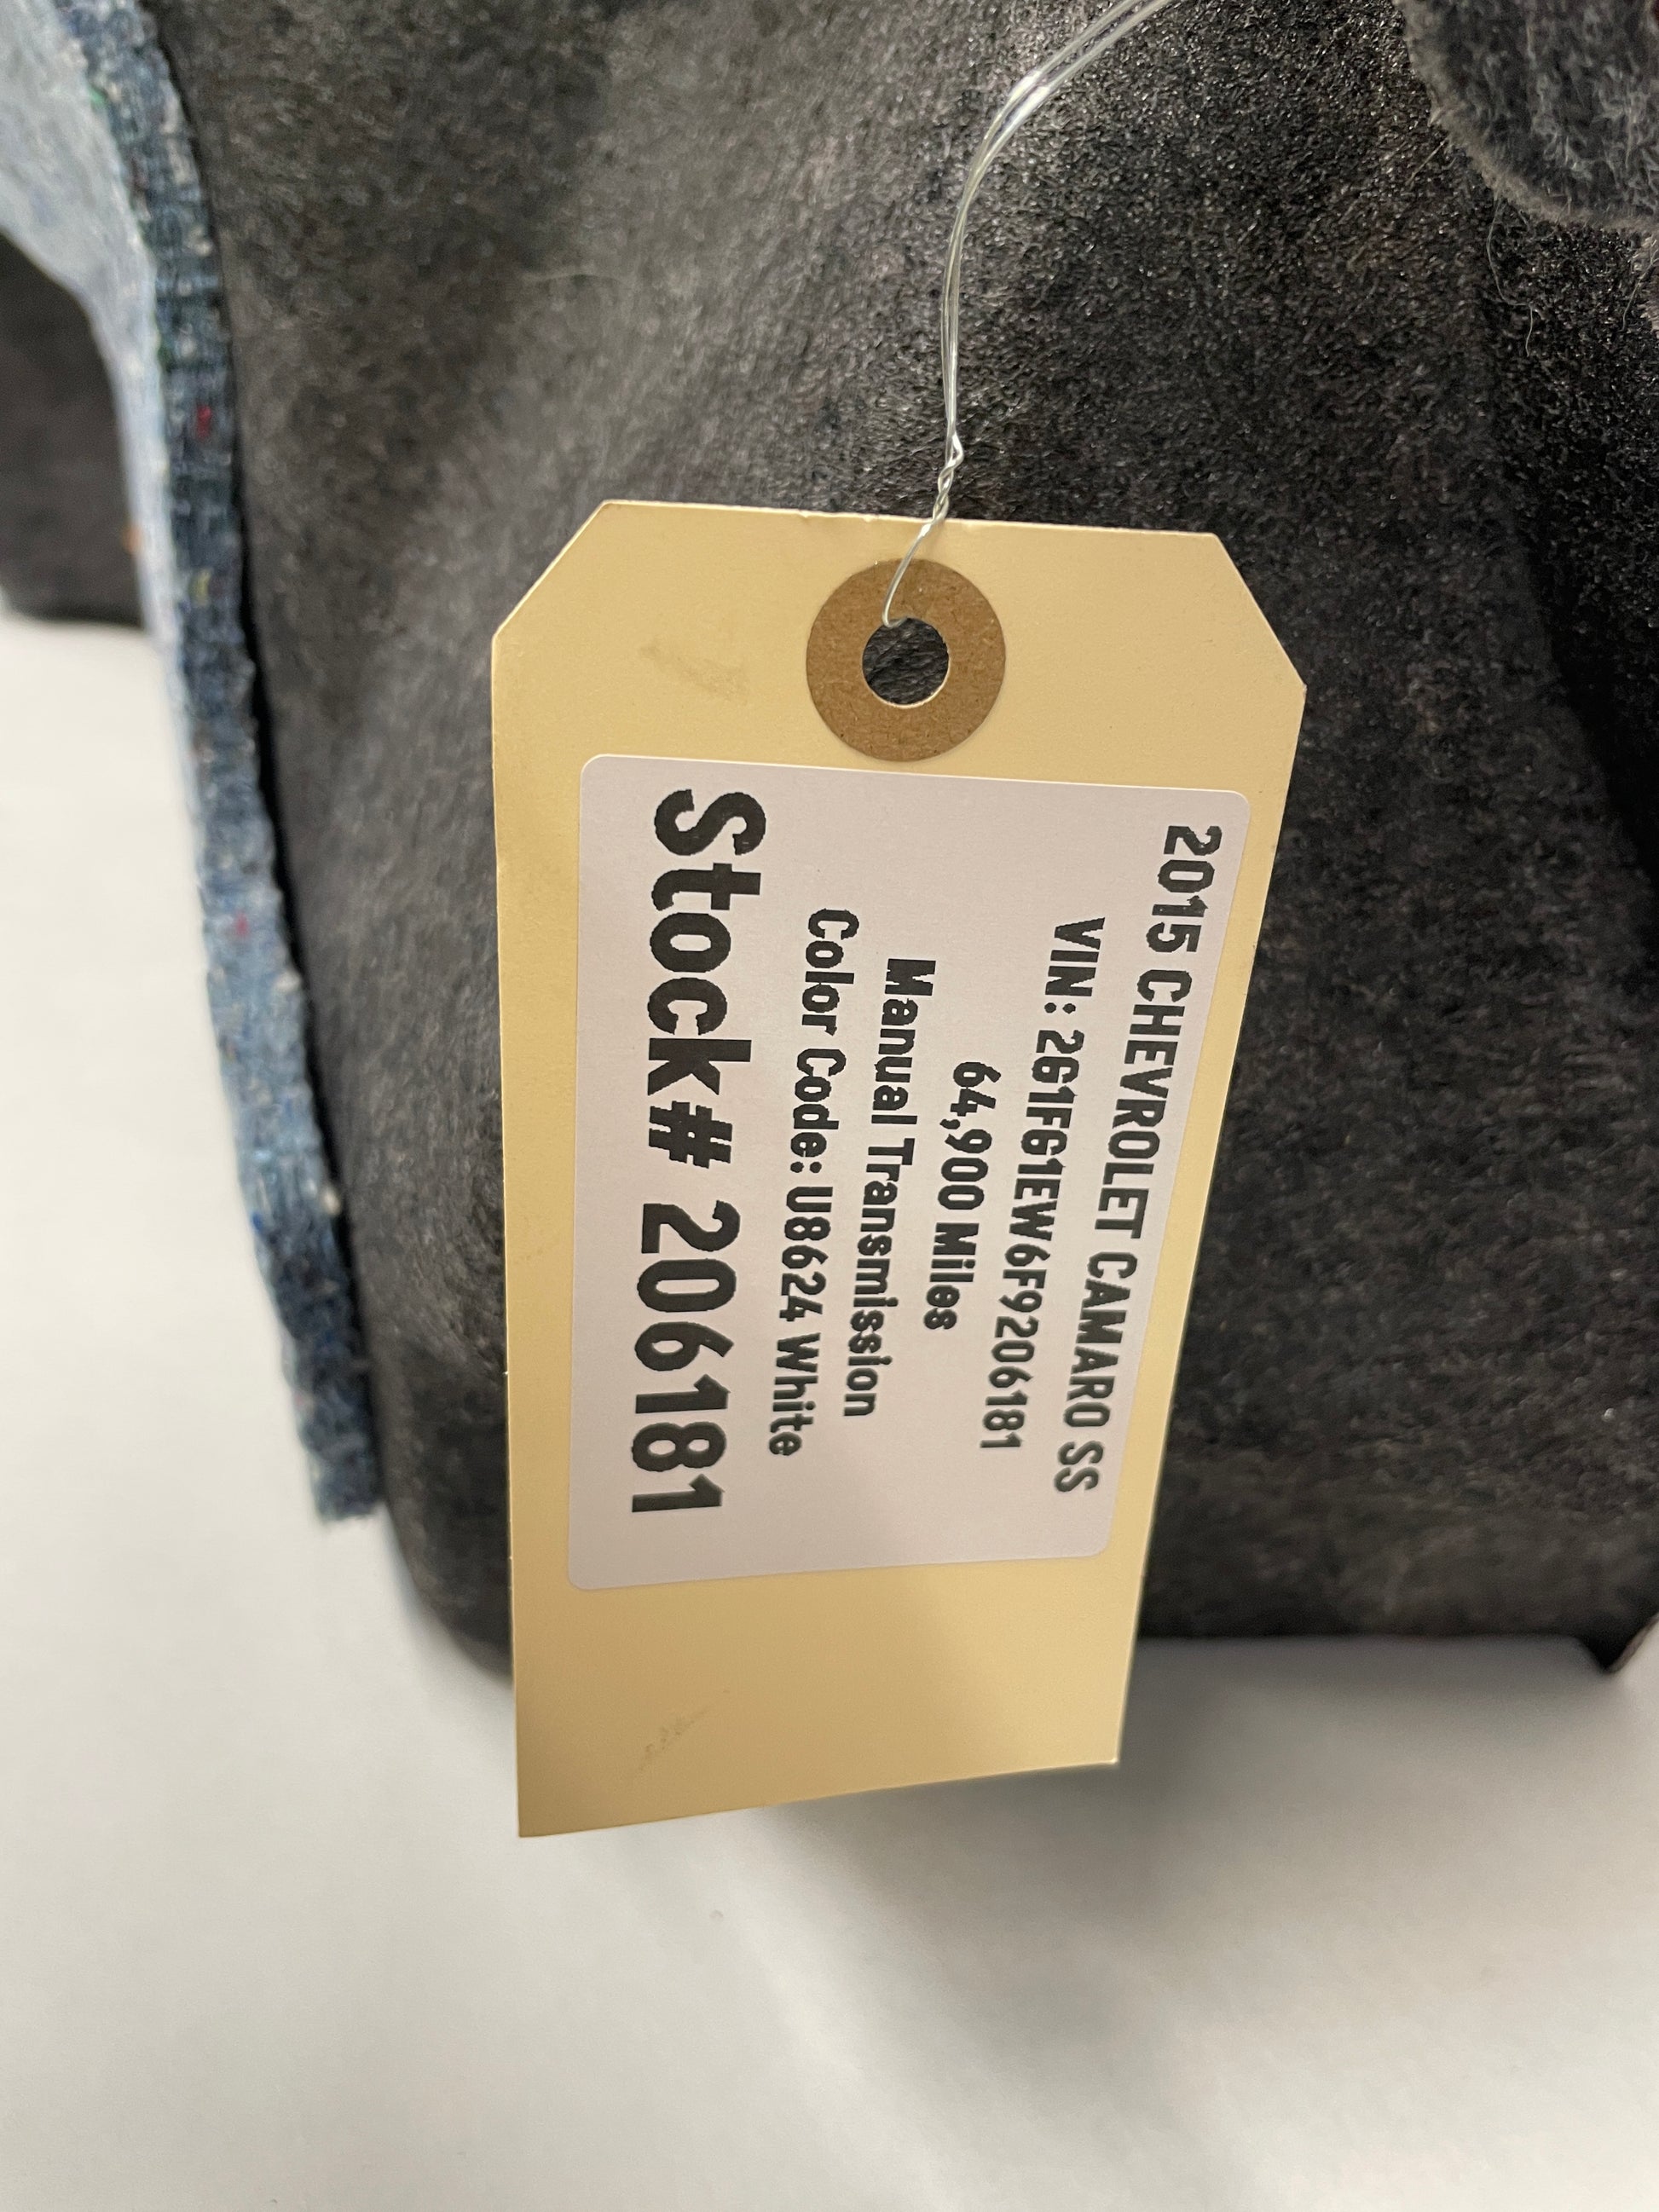 2015 CHEVROLET CAMARO SS
VIN: 2G1FG1EW6F9206181
64,900 Miles
Manual Transmission
Color Code: U8624 White
Stock# 206181